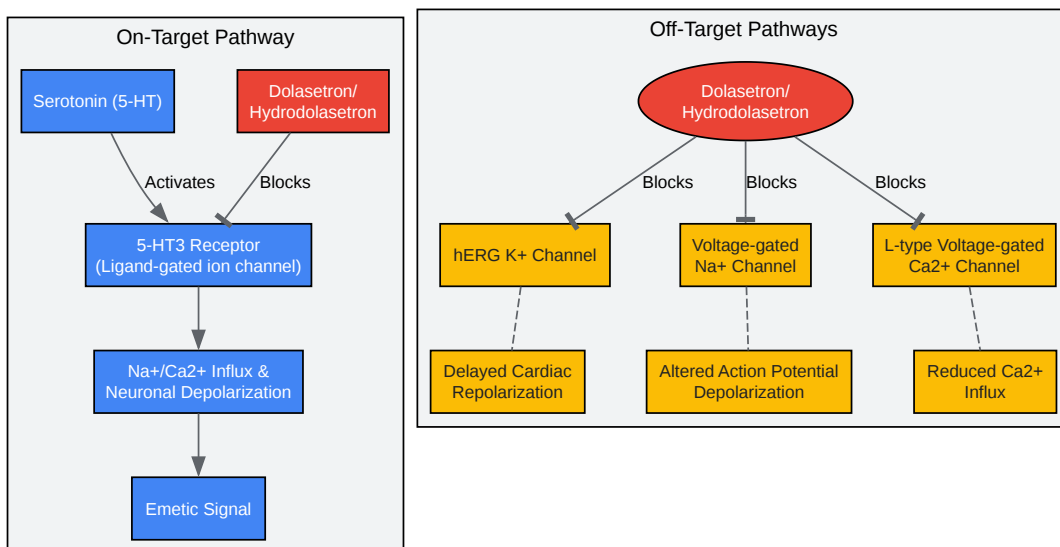 On-Target Pathway
Serotonin (5-HT)
Dolasetron/
Hydrodolasetron
Activates
Blocks
5-HT3 Receptor
(Ligand-gated ion channel)
Na+/Ca2+ Influx &
Neuronal Depolarization
Emetic Signal
Off-Target Pathways
Dolasetron/
Hydrodolasetron
Blocks
Blocks
Blocks
hERG K+ Channel
Voltage-gated
Na+ Channel
L-type Voltage-gated
Ca2+ Channel
Delayed Cardiac
Repolarization
Altered Action Potential
Depolarization
Reduced Ca2+
Influx